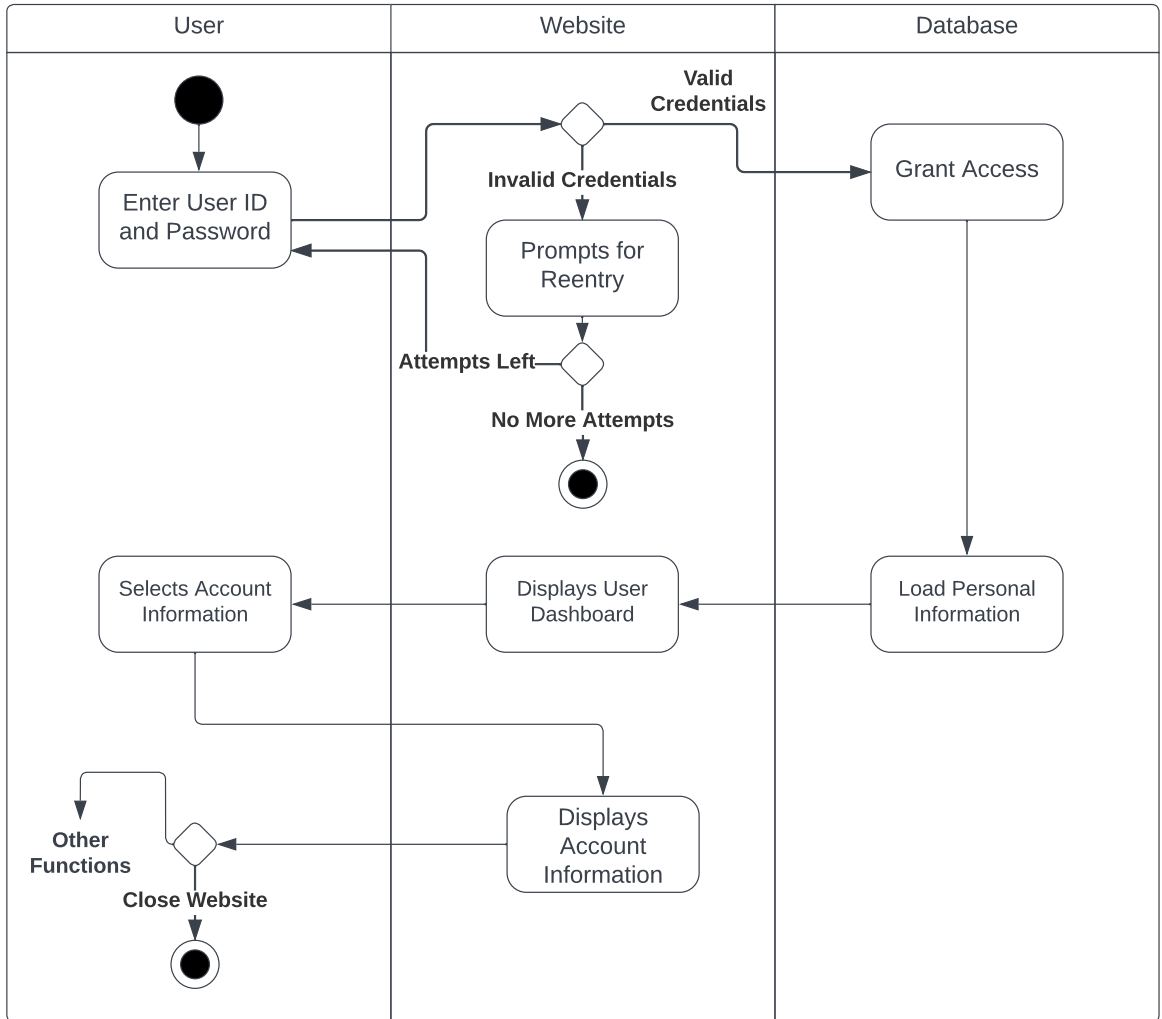 User
Website
Database
Valid
Credentials
Enter User ID
and Password
Invalid Credentials
Grant Access
Prompts for
Reentry
Attempts Left
No More Attempts
Selects Account
Information
Displays User
Dashboard
Load Personal
Information
Displays
Account
Information
Other
Functions
Close Website